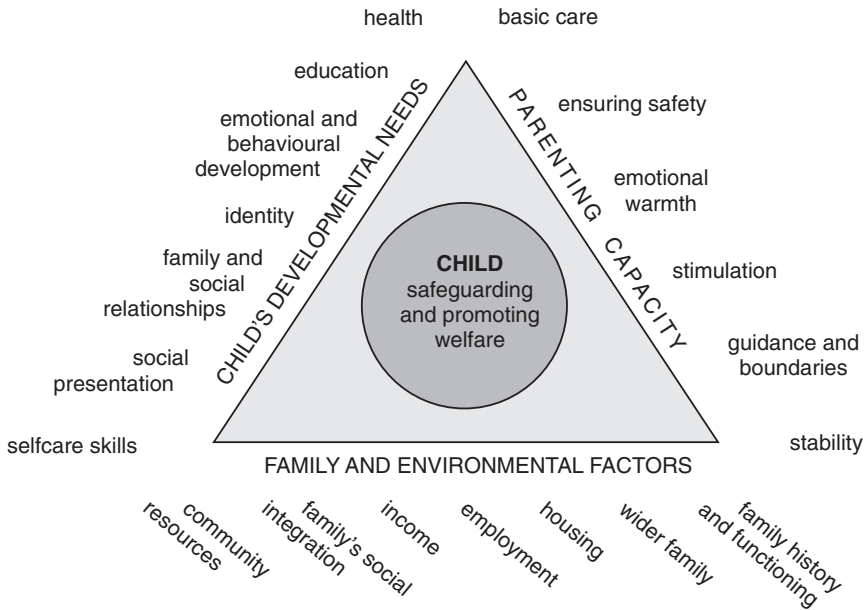 health
basic care
education
emotional and
behavioural
development
identity
family and
social
relationships
social
presentation
selfcare skills
CHILD'S DEVELOPMENTAL NEEDS
PARENTING CAPACITY
ensuring safety
emotional
warmth
stimulation
guidance and
boundaries
stability
CHILD
safeguarding
and promoting
welfare
FAMILY AND ENVIRONMENTAL FACTORS
community
resources
family's social
integration
income
employment
housing
wider family
family history
and functioning